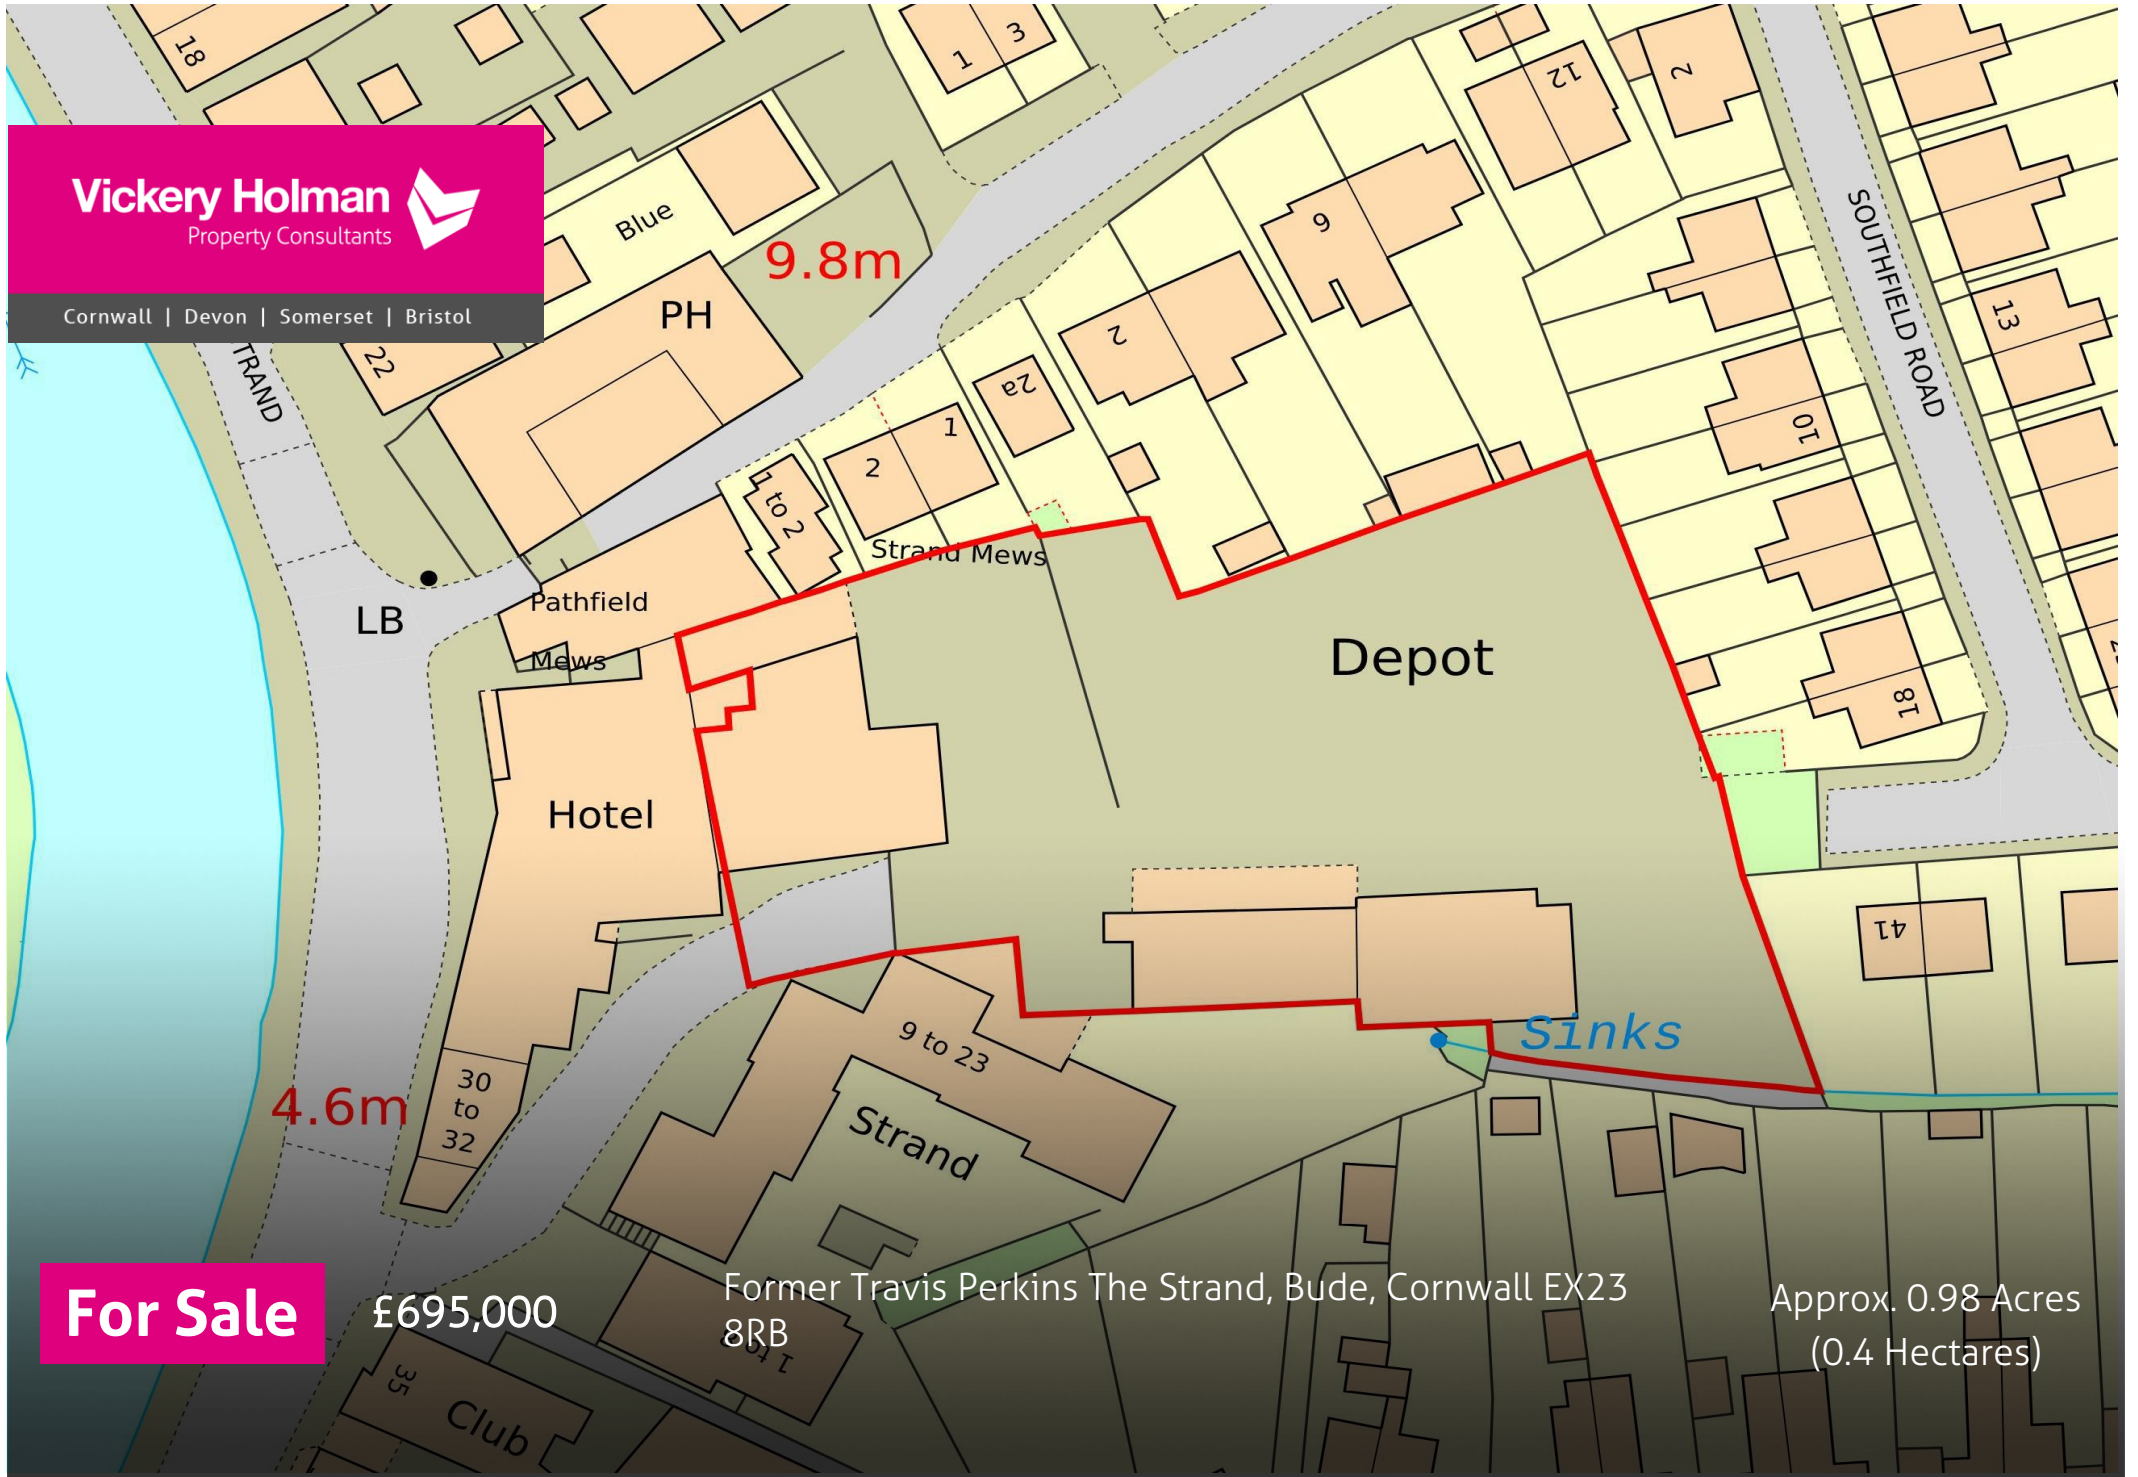 18
1
3
12
2
Vickery Holman
Property Consultants
Cornwall | Devon | Somerset | Bristol
Blue
9.8m
PH
22
TRAND
SOUTHFIELD ROAD
13
9
2
2a
1
2
10
1 to 2
Strand Mews
Pathfield
Mews
LB
Depot
18
Hotel
41
Sinks
9 to 23
30
to
32
4.6m
Strand
For Sale
£695,000
Former Travis Perkins The Strand, Bude, Cornwall EX23
8RB
Approx. 0.98 Acres
(0.4 Hectares)
35
Club